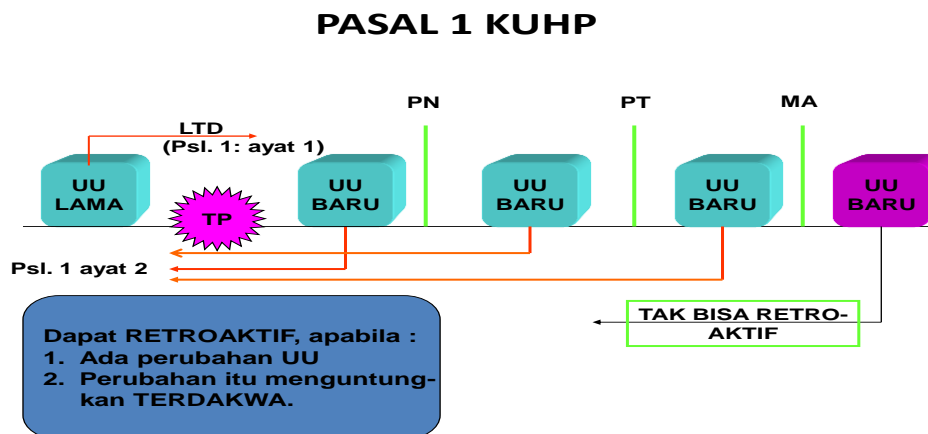 PASAL 1 KUHP
PN
PT
MA
LTD
(Psl. 1: ayat 1)
UU
LAMA
TP
UU
BARU
UU
BARU
UU
BARU
UU
BARU
Psl. 1 ayat 2
TAK BISA RETRO-
AKTIF
Dapat RETROAKTIF, apabila :
1. Ada perubahan UU
2. Perubahan itu menguntung-
kan TERDAKWA.